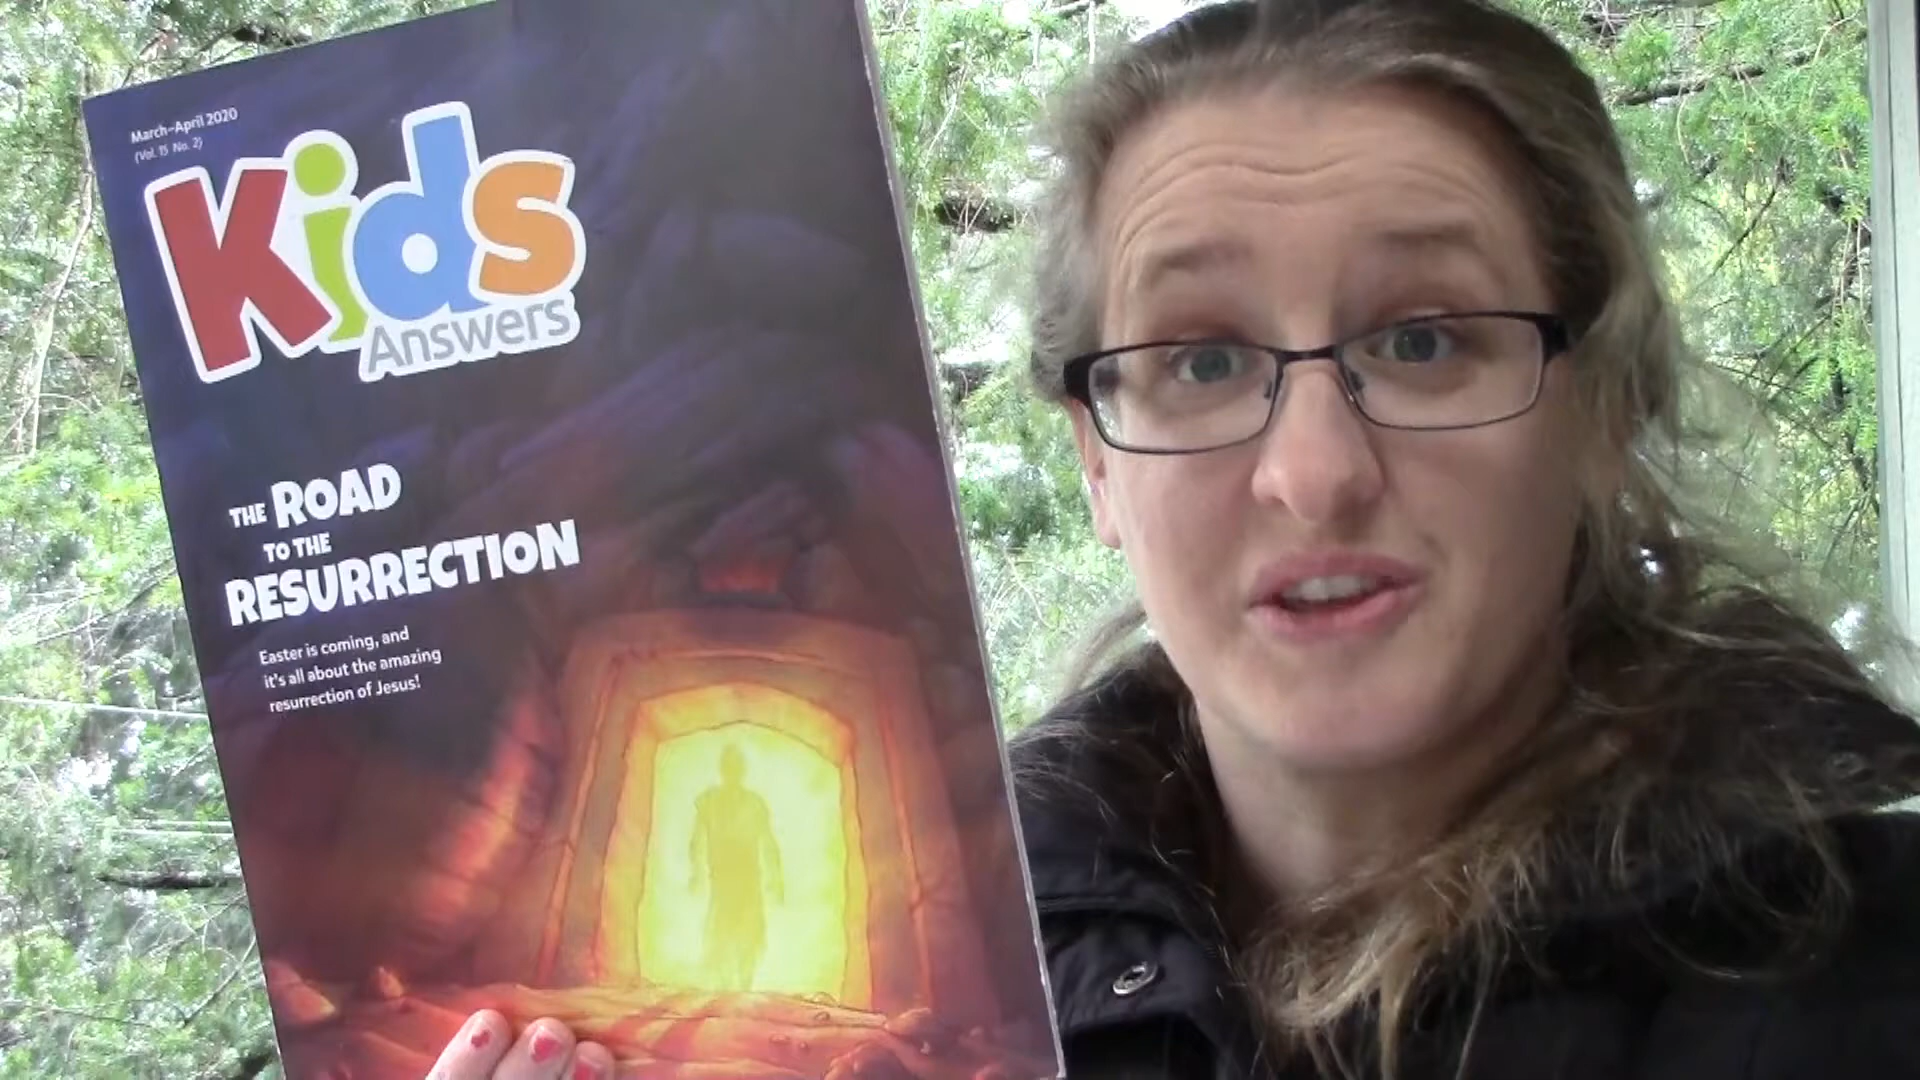 March–April 2020
(Vol. 15 No. 2)
Kids
Answers
THE ROAD
TO THE
RESURRECTION
Easter is coming, and
it's all about the amazing
resurrection of Jesus!